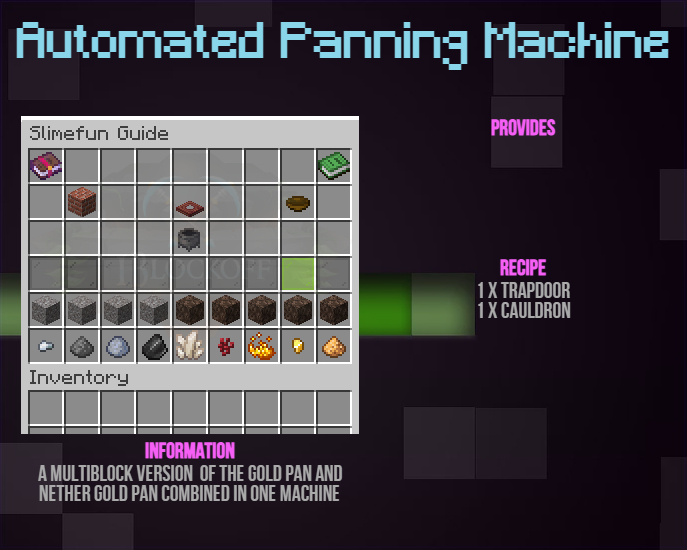 Automated Panning Machine
Slimefun Guide
PROVIDES
BLOCKOFF
RECIPE
1 X TRAPDOOR
1 X CAULDRON
Inventory
INFORMATION
A MULTIBLOCK VERSION OF THE GOLD PAN AND
NETHER GOLD PAN COMBINED IN ONE MACHINE